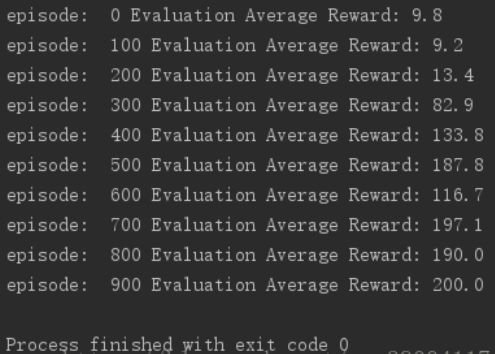 episode:  0 Evaluation Average Reward: 9.8
episode:  100 Evaluation Average Reward: 9.2
episode:  200 Evaluation Average Reward: 13.4
episode:  300 Evaluation Average Reward: 82.9
episode:  400 Evaluation Average Reward: 133.8
episode:  500 Evaluation Average Reward: 187.8
episode:  600 Evaluation Average Reward: 116.7
episode:  700 Evaluation Average Reward: 197.1
episode:  800 Evaluation Average Reward: 190.0
episode:  900 Evaluation Average Reward: 200.0
Process finished with exit code 0